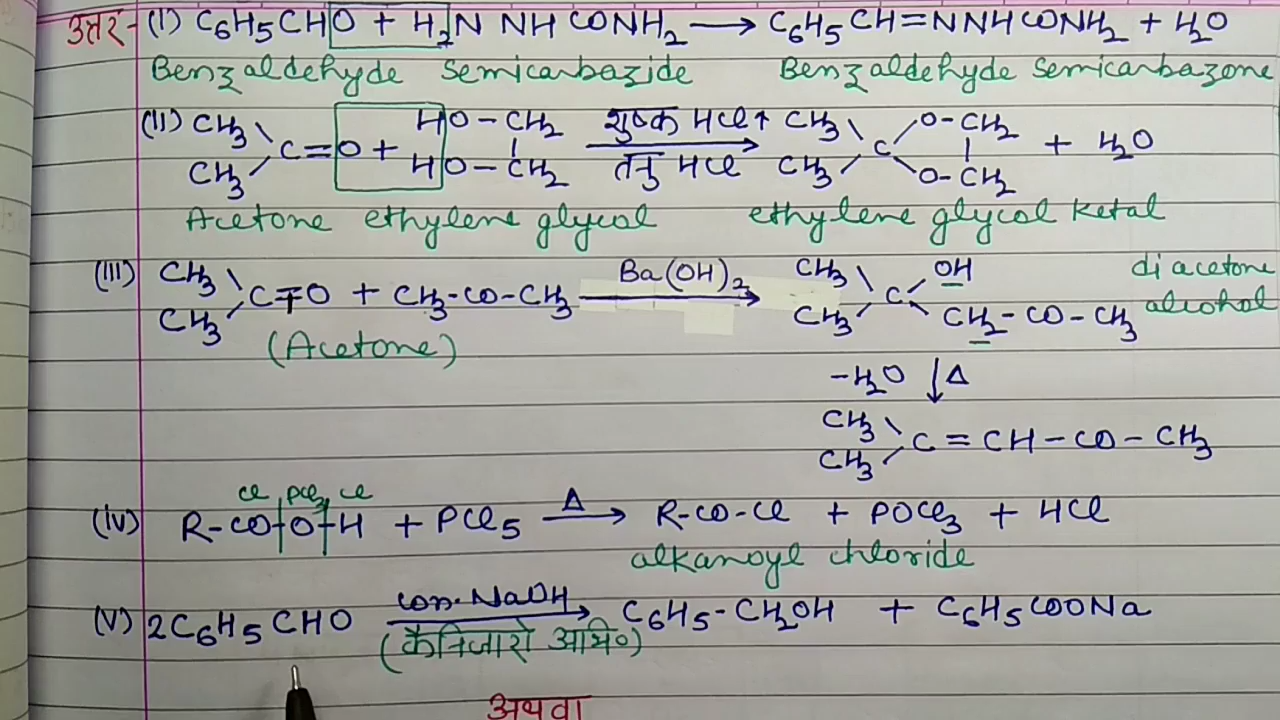 उत्तर- (I) C6H5CHO + H2N NH CONH2 → C6H5 CH=NNHCONH2 + H2O
Benzaldehyde Semicarbazide Benzaldehyde Semicarbazone
(II) CH3 HO-CH2 शुष्क HCl↑ CH3 O-CH2
C=O + C + H2O
CH3 HO-CH2 तनु HCl CH3 O-CH2
Acetone ethylene glycol ethylene glycol Ketal
(III) CH3 Ba(OH)2 CH3 OH di acetone
C=O + CH3-CO-CH3 → C alcohol
CH3 CH3 CH2-CO-CH3
(Acetone)
-H2O ↓Δ
CH3
C=CH-CO-CH3
CH3
Cl PCl3 Cl
(IV) R-CO-O-H + PCl5 Δ → R-CO-Cl + POCl3 + HCl
alkanoyl chloride
(V) 2C6H5CHO con.NaOH → C6H5-CH2OH + C6H5COONa
(कैनिजारो अभि०)
अथवा